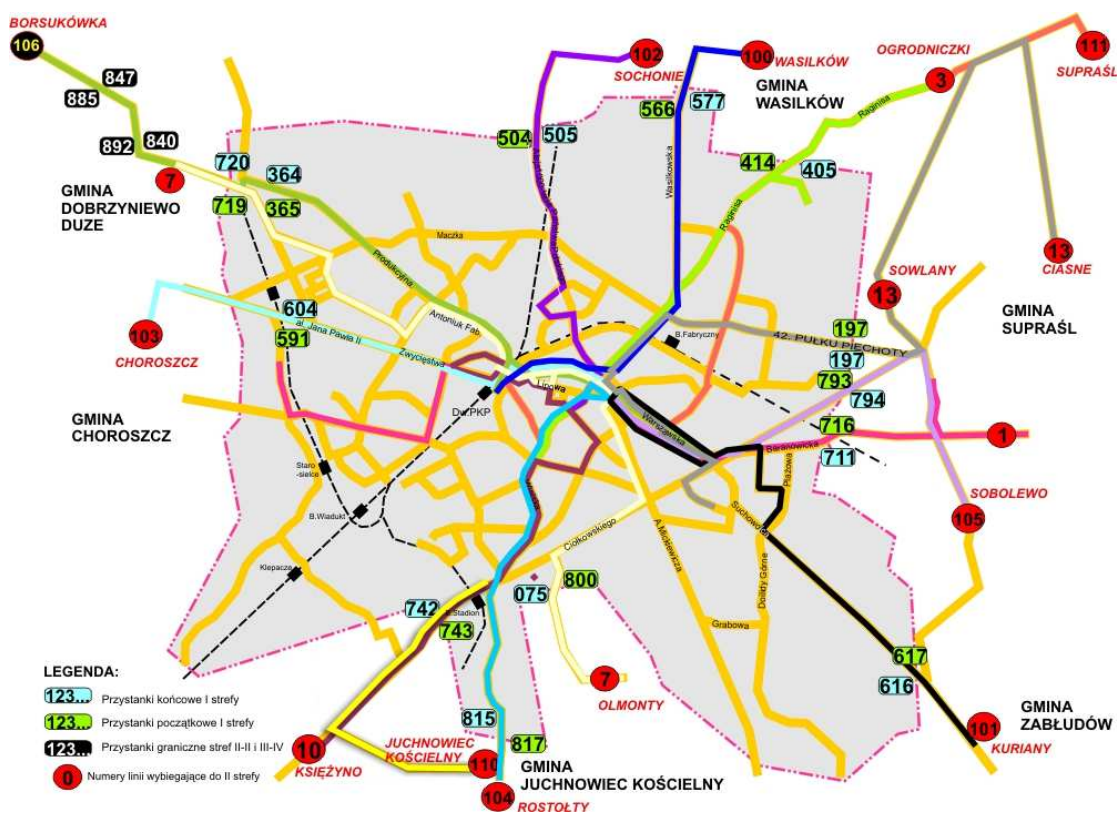 BORSUKÓWKA
106
847
885
840
892
7
GMINA
DOBRZYNIEWO
DUZE
720
364
719
365
102
SOCHONIE
100
WASILKÓW
GMINA
WASILKÓW
504
505
566
577
OGRODNICZKI
3
111
SUPRAŚL
Raginisa
414
405
Raginisa
Wasilkowska
Maczka
Produkcyjna
Antoniuk Fab
604
591
al. Jana Pawła II
Zwycięstwa
103
CHOROSZCZ
GMINA
CHOROSZCZ
Dw.PKP
Lipowa
B.Fabryczny
42. PUŁKU PIECHOTY
197
197
793
794
716
711
SOWLANY
13
13
CIASNE
GMINA
SUPRAŚL
Warszawska
Baranowicka
1
Plażowa
SOBOLEWO
105
Staro
-sielce
B.Wiadukt
Klepacze
Ciołkowskiego
A.Mickiewicza
Dojlidy Górne
Grabowa
742
743
Stadion
075
800
7
OLMONTY
617
616
101
KURIANY
GMINA
ZABŁUDÓW
LEGENDA:
123... Przystanki końcowe I strefy
123... Przystanki początkowe I strefy
123... Przystanki graniczne stref II-II i III-IV
0 Numery linii wybiegające do II strefy
10
KSIĘŻYNO
JUCHNOWIEC
KOŚCIELNY
110
815
817
GMINA
JUCHNOWIEC KOŚCIELNY
104
ROSTOŁTY